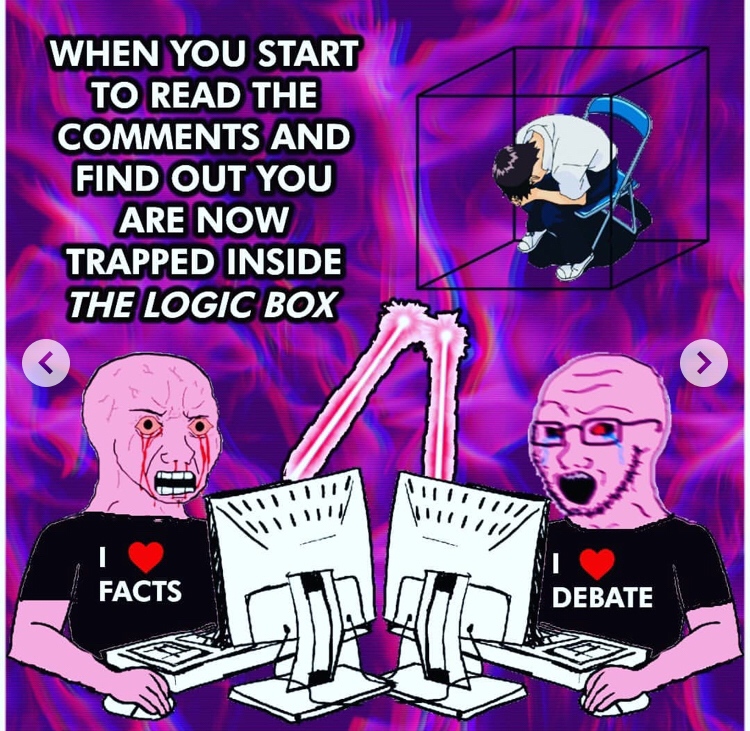 WHEN YOU START
TO READ THE
COMMENTS AND
FIND OUT YOU
ARE NOW
TRAPPED INSIDE
THE LOGIC BOX
I ❤
FACTS
I ❤
DEBATE